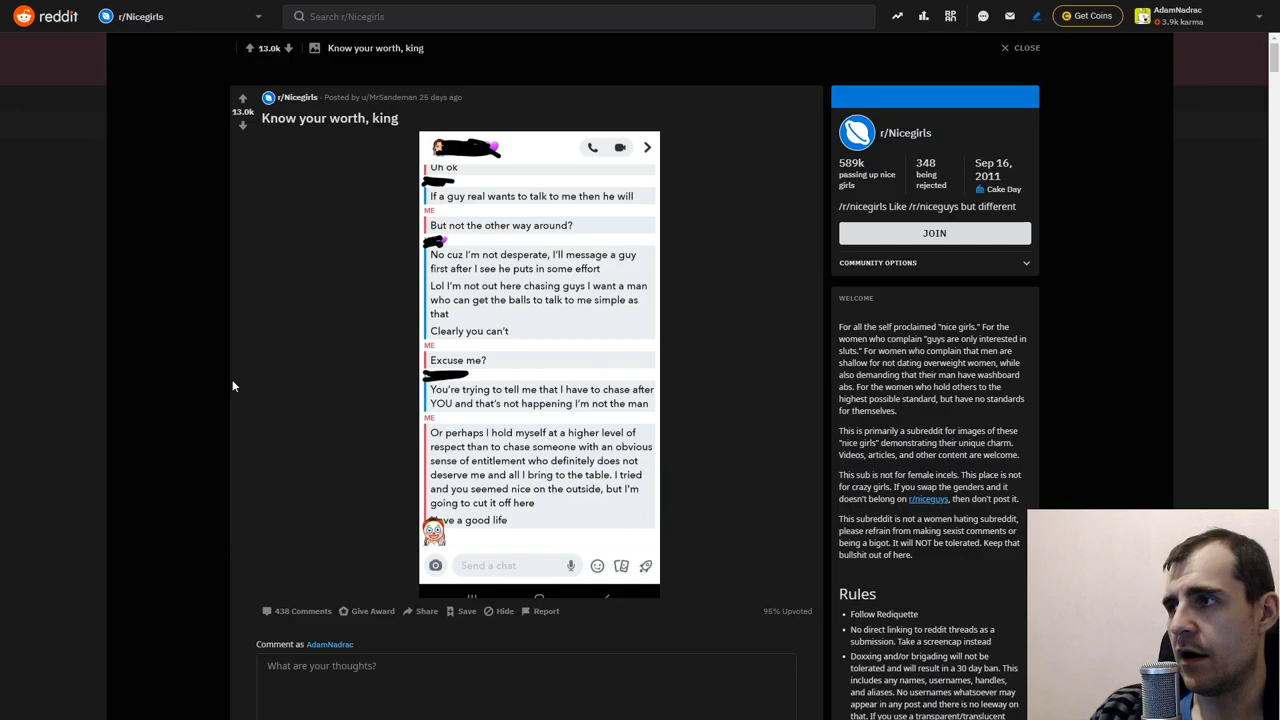 reddit
r/Nicegirls
Search r/Nicegirls
Get Coins
AdamNadrac
3.9k karma
13.0k
Know your worth, king
CLOSE
r/Nicegirls · Posted by u/MrSandeman 25 days ago
13.0k
Know your worth, king
Uh ok
If a guy real wants to talk to me then he will
ME
But not the other way around?
No cuz I'm not desperate, I'll message a guy
first after I see he puts in some effort
Lol I'm not out here chasing guys I want a man
who can get the balls to talk to me simple as
that
Clearly you can't
ME
Excuse me?
You're trying to tell me that I have to chase after
YOU and that's not happening I'm not the man
ME
Or perhaps I hold myself at a higher level of
respect than to chase someone with an obvious
sense of entitlement who definitely does not
deserve me and all I bring to the table. I tried
and you seemed nice on the outside, but I'm
going to cut it off here
Have a good life
Send a chat
438 Comments
Give Award
Share
Save
Hide
Report
95% Upvoted
Comment as AdamNadrac
What are your thoughts?
r/Nicegirls
589k
passing up nice
girls
348
being
rejected
Sep 16,
2011
Cake Day
/r/nicegirls Like /r/niceguys but different
JOIN
COMMUNITY OPTIONS
WELCOME
For all the self proclaimed "nice girls." For the
women who complain "guys are only interested in
sluts." For women who complain that men are
shallow for not dating overweight women, while
also demanding that their man have washboard
abs. For the women who hold others to the
highest possible standard, but have no standards
for themselves.
This is primarily a subreddit for images of these
"nice girls" demonstrating their unique charm.
Videos, articles, and other content are welcome.
This sub is not for female incels. This place is not
for crazy girls. If you swap the genders and it
doesn't belong on r/niceguys, then don't post it.
This subreddit is not a women hating subreddit,
please refrain from making sexist comments or
being a bigot. It will NOT be tolerated. Keep that
bullshit out of here.
Rules
Follow Rediquette
No direct linking to reddit threads as a
submission. Take a screencap instead
Doxxing and/or brigading will not be
tolerated and will result in a 30 day ban. This
includes any names, usernames, handles,
and aliases. No usernames whatsoever may
appear in any post and there is no leeway on
that. If you use a transparent/translucent